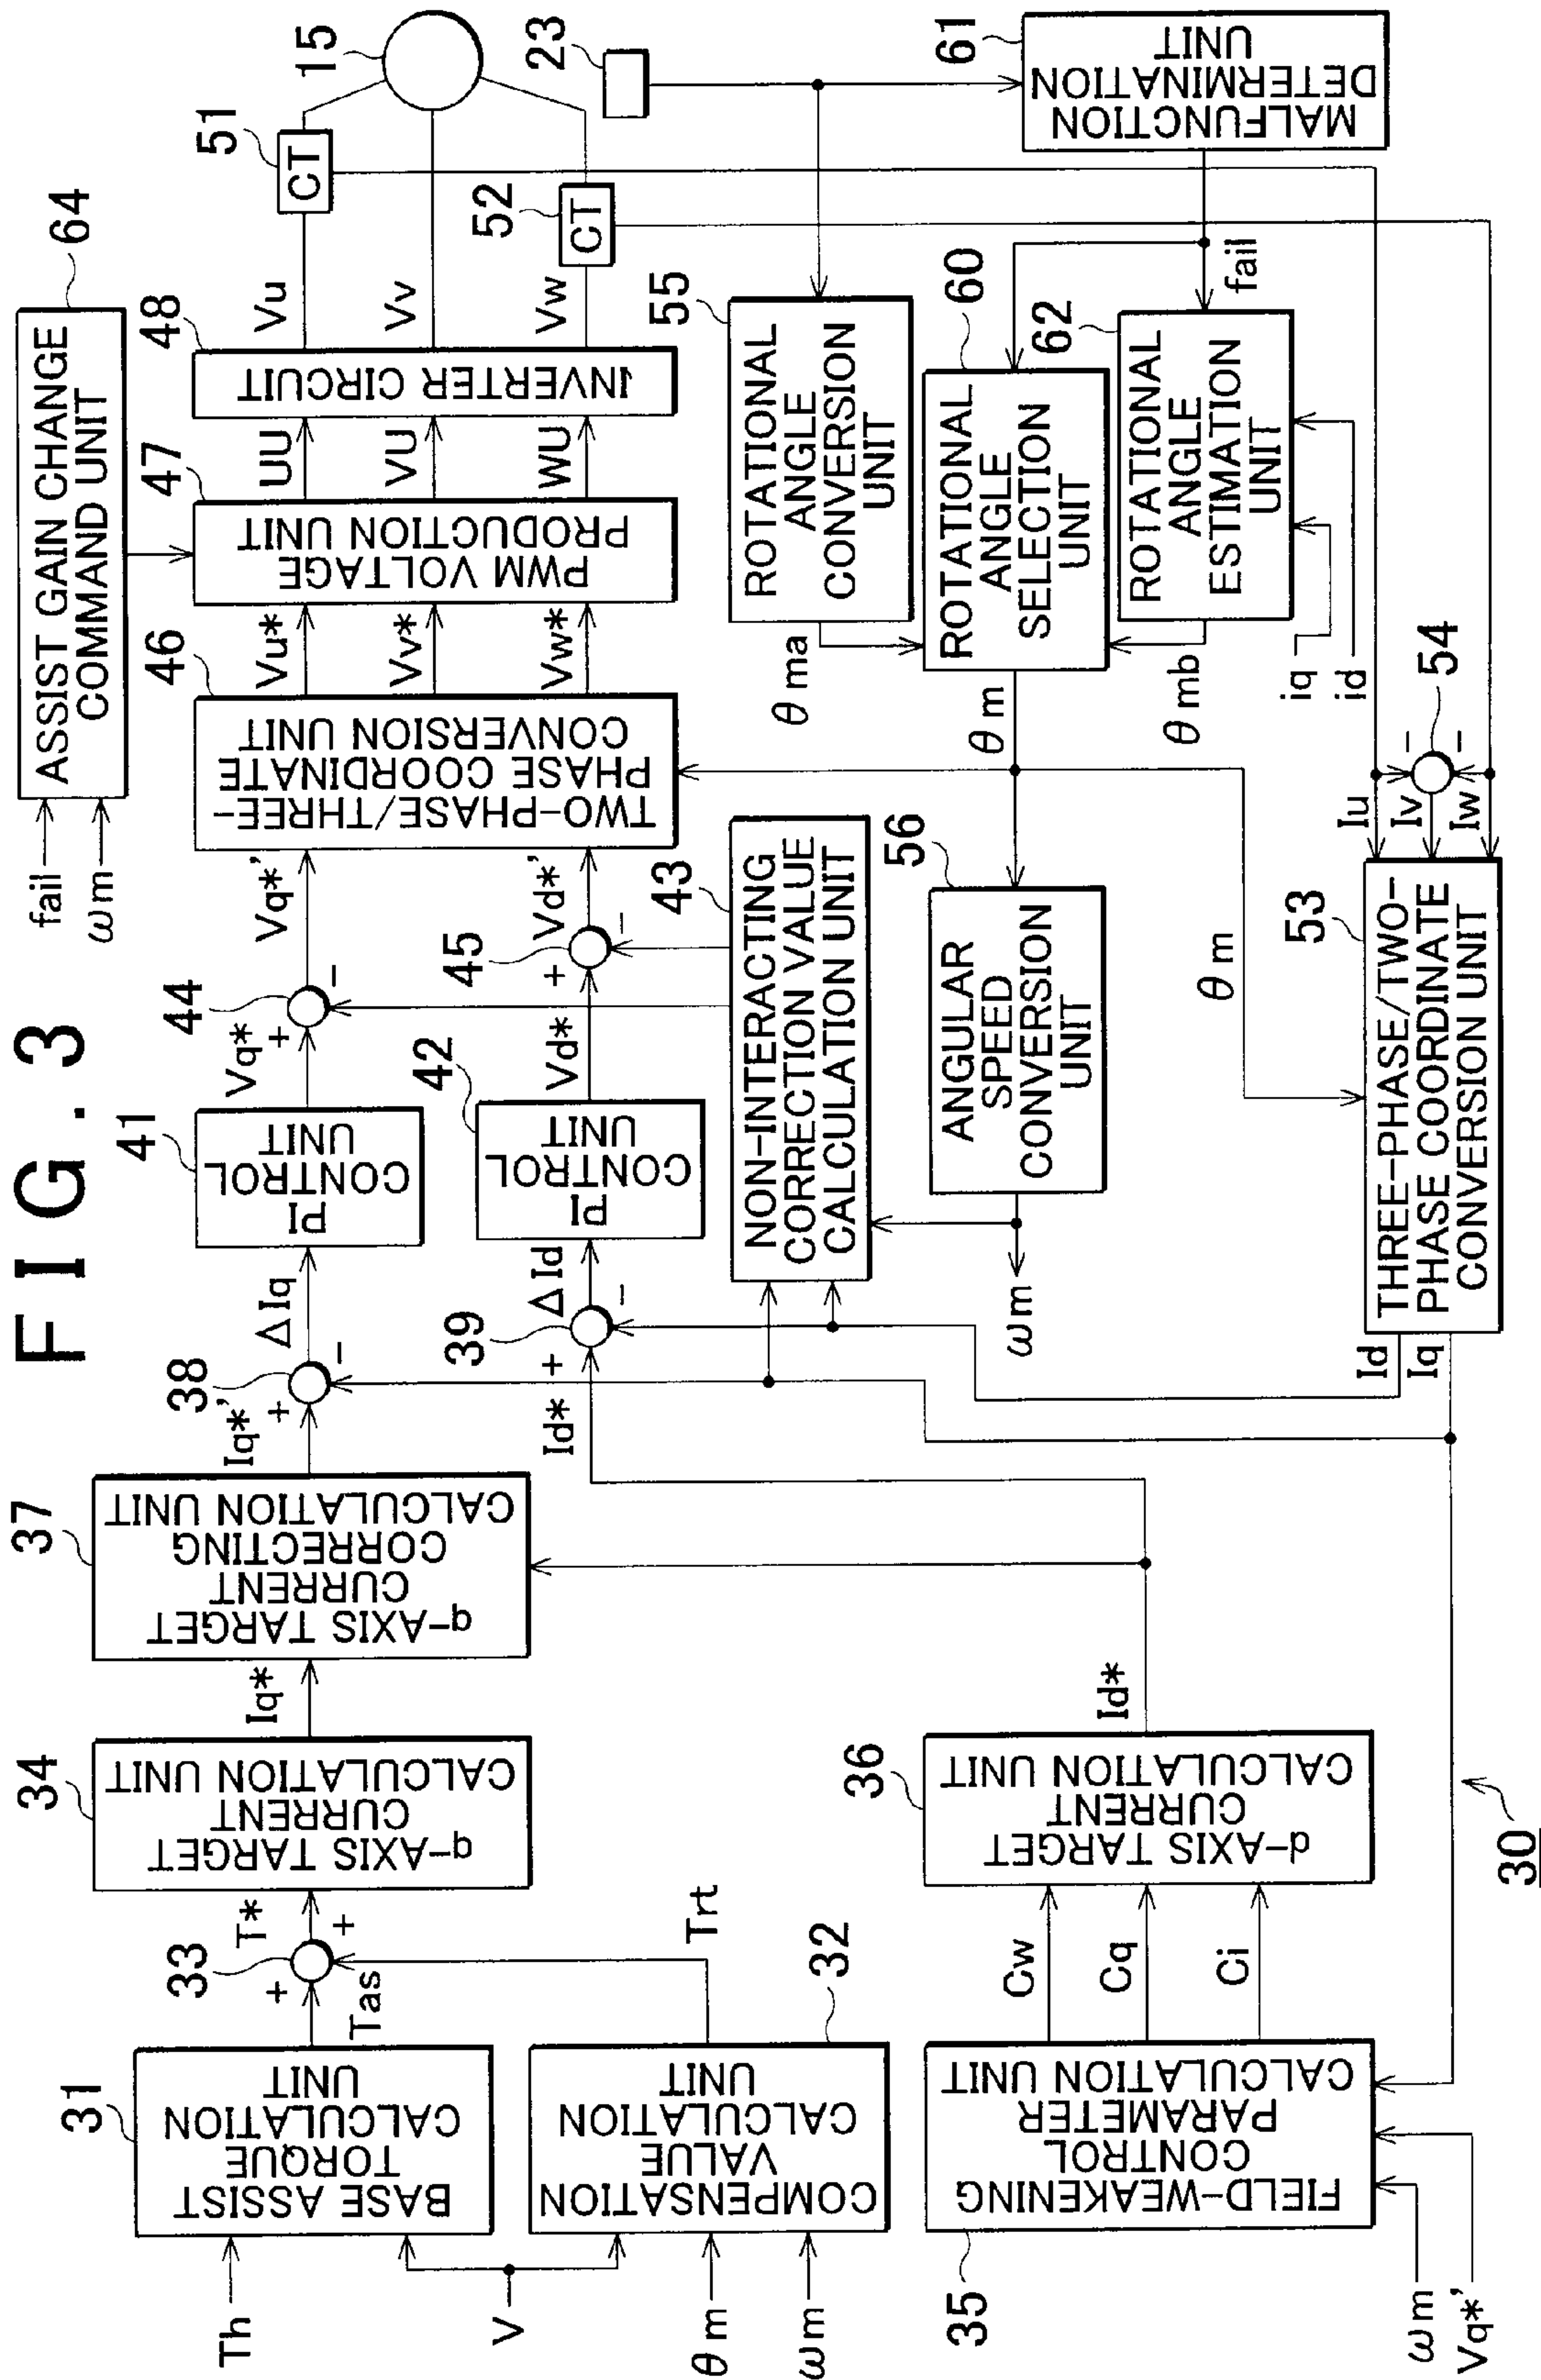 FIG. 3
fail
ωm
ASSIST GAIN CHANGE
COMMAND UNIT
64
31
BASE ASSIST
TORQUE
CALCULATION
UNIT
Th
V
θm
ωm
COMPENSATION
VALUE
CALCULATION
UNIT
32
Tas
+
+
33
T*
Trt
34
q-AXIS TARGET
CURRENT
CALCULATION UNIT
Iq*
37
q-AXIS TARGET
CURRENT
CORRECTING
CALCULATION UNIT
Iq*'
+
-
38
ΔIq
41
PI
CONTROL
UNIT
Vq*
+
-
44
Vq*'
46
TWO-PHASE/THREE-
PHASE COORDINATE
CONVERSION UNIT
Vu*
Vv*
Vw*
47
PWM VOLTAGE
PRODUCTION UNIT
UU
VU
WU
48
INVERTER CIRCUIT
Vu
Vv
Vw
51
CT
52
CT
15
23
35
FIELD-WEAKENING
CONTROL
PARAMETER
CALCULATION UNIT
ωm
Vq*'
Cw
Cq
Ci
36
d-AXIS TARGET
CURRENT
CALCULATION UNIT
Id*
Id*
+
-
39
ΔId
42
PI
CONTROL
UNIT
Vd*
+
-
45
Vd*'
43
NON-INTERACTING
CORRECTION VALUE
CALCULATION UNIT
56
ANGULAR
SPEED
CONVERSION
UNIT
ωm
θm
θm
55
ROTATIONAL
ANGLE
CONVERSION
UNIT
θma
60
ROTATIONAL
ANGLE
SELECTION
UNIT
θmb
62
ROTATIONAL
ANGLE
ESTIMATION
UNIT
fail
iq
id
61
MALFUNCTION
DETERMINATION
UNIT
53
THREE-PHASE/TWO-
PHASE COORDINATE
CONVERSION UNIT
Id
Iq
Iu
Iv
Iw
-
-
54
30